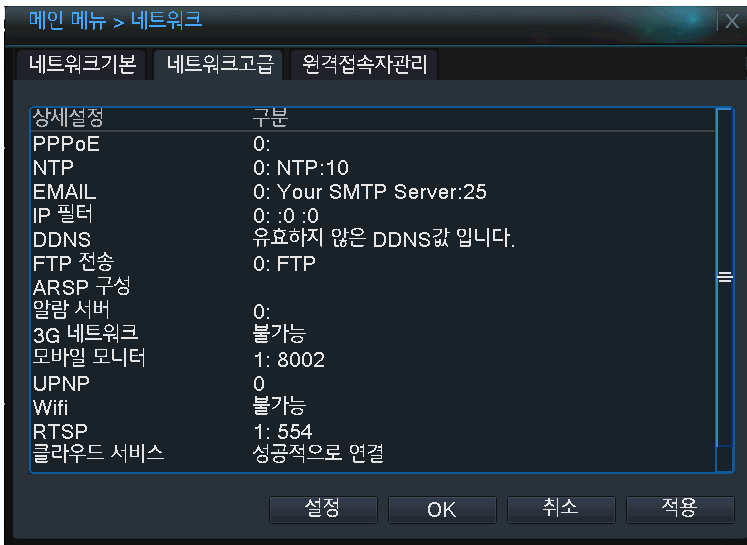 메인 메뉴 > 네트워크 X
네트워크기본 네트워크고급 원격접속자관리
상세설정 구분
PPPoE 0:
NTP 0: NTP:10
EMAIL 0: Your SMTP Server:25
IP 필터 0: :0 :0
DDNS 유효하지 않은 DDNS값 입니다.
FTP 전송 0: FTP
ARSP 구성
알람 서버 0:
3G 네트워크 불가능
모바일 모니터 1: 8002
UPNP 0
Wifi 불가능
RTSP 1: 554
클라우드 서비스 성공적으로 연결
설정 OK 취소 적용